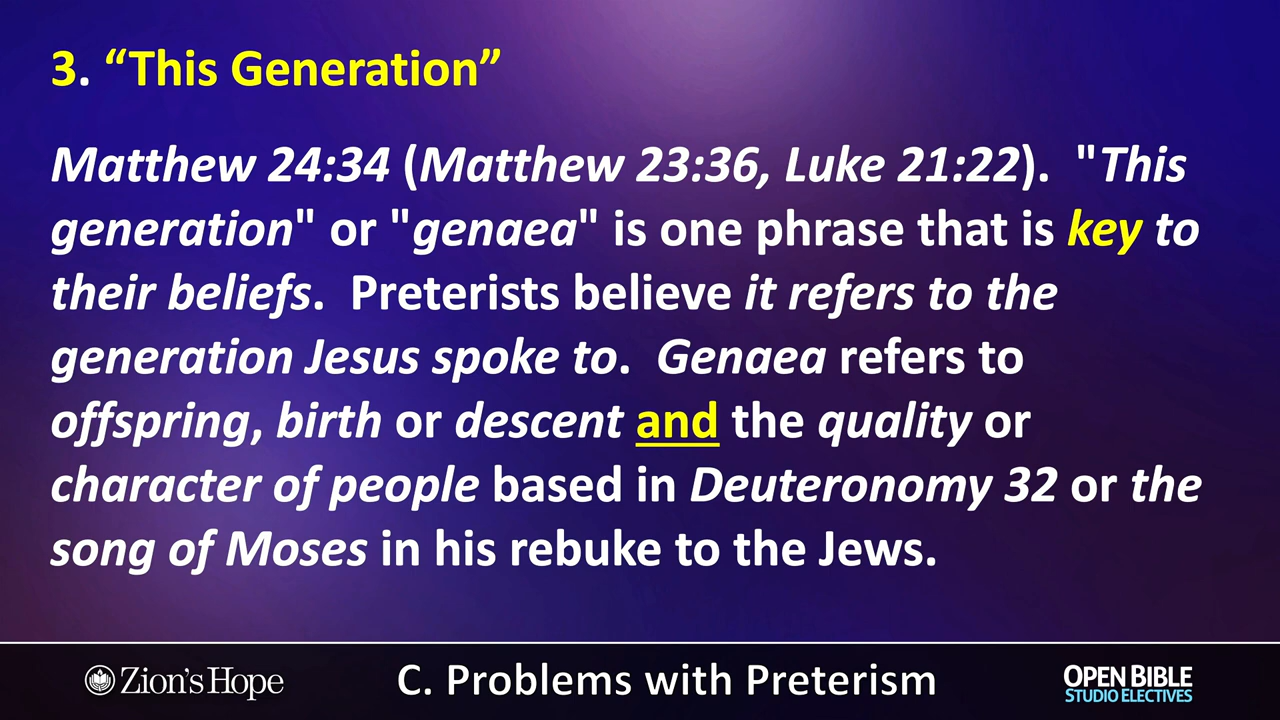 3. “This Generation”
Matthew 24:34 (Matthew 23:36, Luke 21:22).  "This
generation" or "genaea" is one phrase that is key to
their beliefs.  Preterists believe it refers to the
generation Jesus spoke to.  Genaea refers to
offspring, birth or descent and the quality or
character of people based in Deuteronomy 32 or the
song of Moses in his rebuke to the Jews.
Zion's Hope
C. Problems with Preterism
OPEN BIBLE
STUDIO ELECTIVES